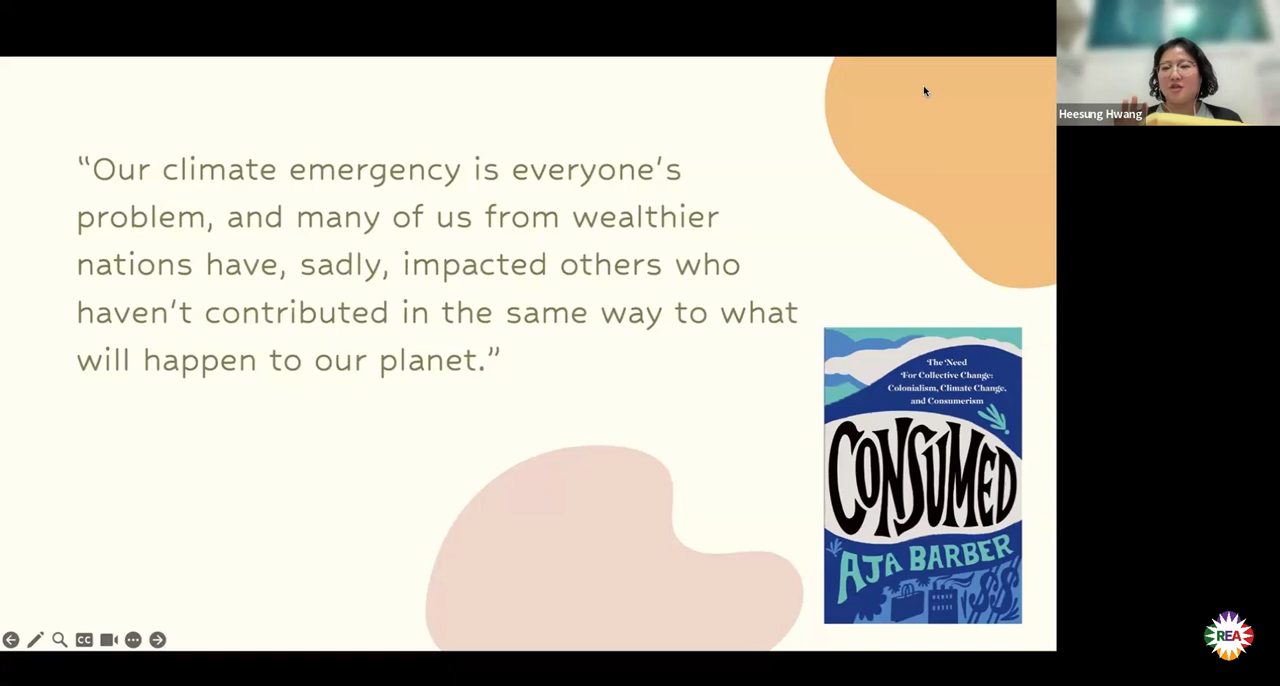 “Our climate emergency is everyone’s
problem, and many of us from wealthier
nations have, sadly, impacted others who
haven’t contributed in the same way to what
will happen to our planet.”
The Need
For Collective Change:
Colonialism, Climate Change,
and Consumerism
CONSUMED
AJA BARBER
CC
Heesung Hwang
REA